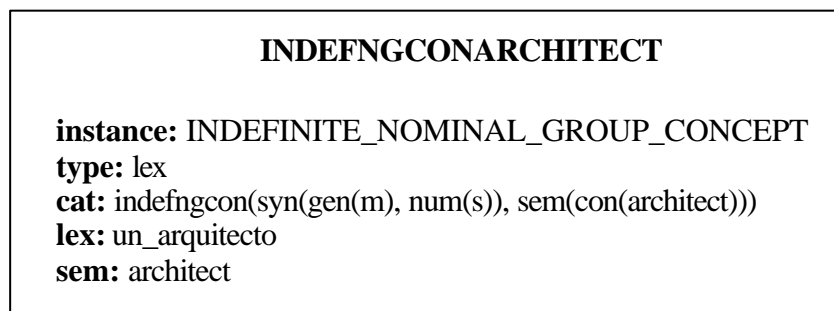 INDEFNGCONARCHITECT
instance: INDEFINITE_NOMINAL_GROUP_CONCEPT
type: lex
cat: indefngcon(syn(gen(m), num(s)), sem(con(architect)))
lex: un_arquitecto
sem: architect